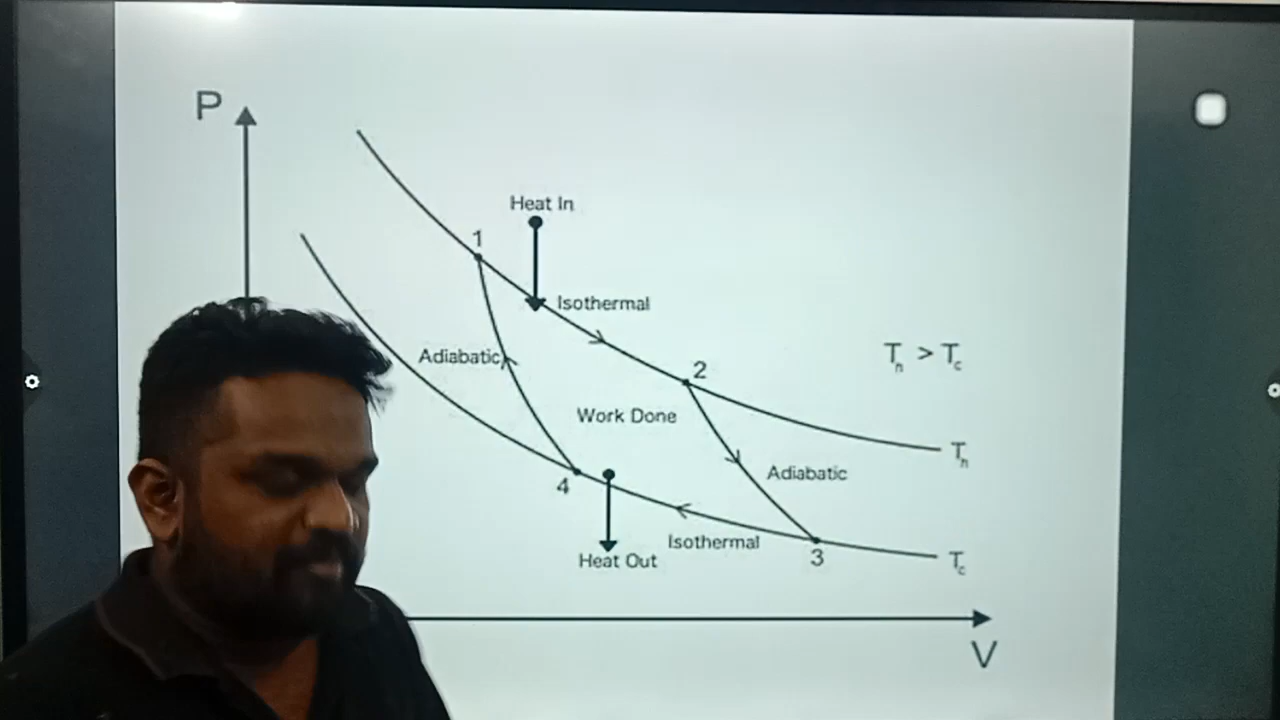 P
Heat In
1
Isothermal
Adiabatic
2
Tₕ > T꜀
Work Done
Tₕ
Adiabatic
4
Isothermal
Heat Out
3
T꜀
V